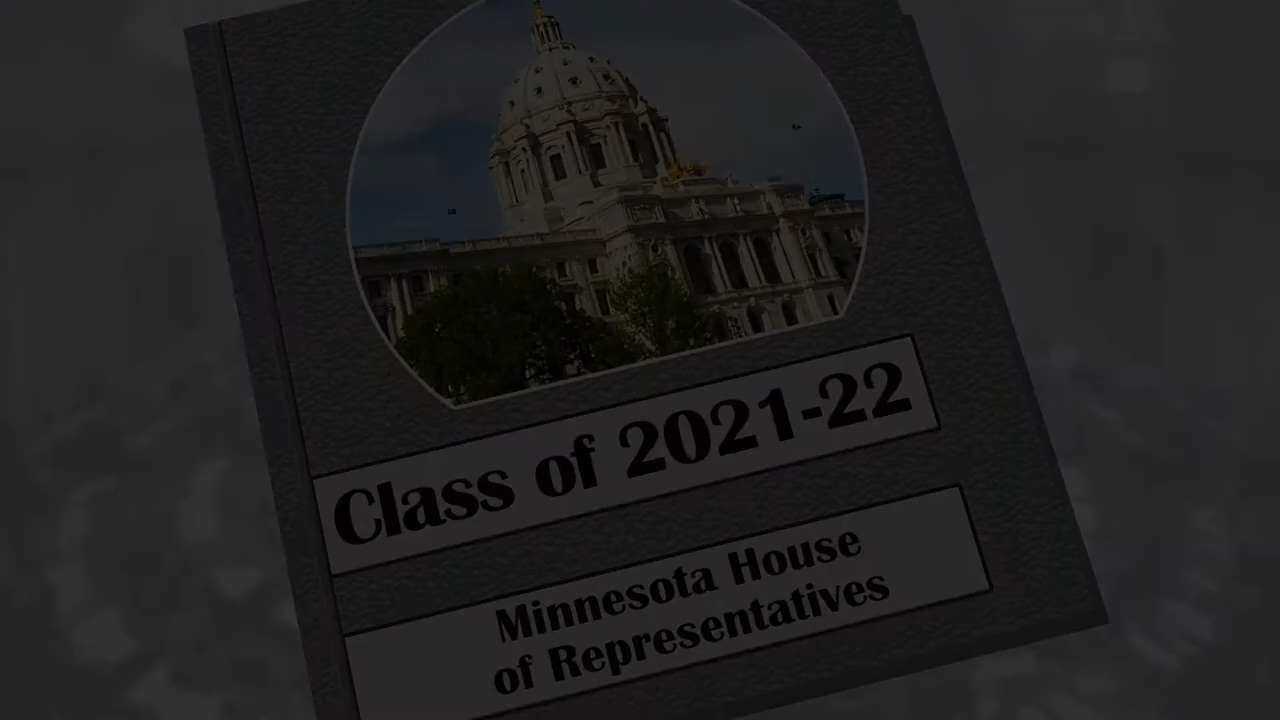 Class of 2021-22
Minnesota House
of Representatives